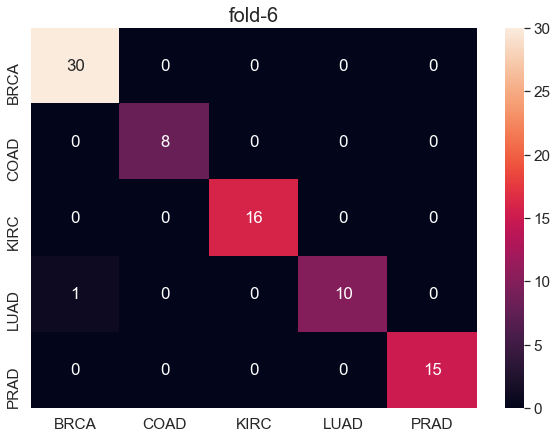 fold-6
BRCA 30 0 0 0 0
COAD 0 8 0 0 0
KIRC 0 0 16 0 0
LUAD 1 0 0 10 0
PRAD 0 0 0 0 15
BRCA COAD KIRC LUAD PRAD
30
25
20
15
10
5
0